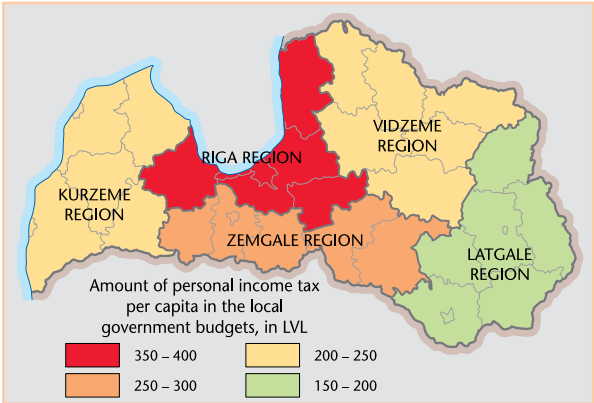 RIGA REGION
VIDZEME
REGION
KURZEME
REGION
ZEMGALE REGION
LATGALE
REGION
Amount of personal income tax
per capita in the local
government budgets, in LVL
350 – 400
200 – 250
250 – 300
150 – 200